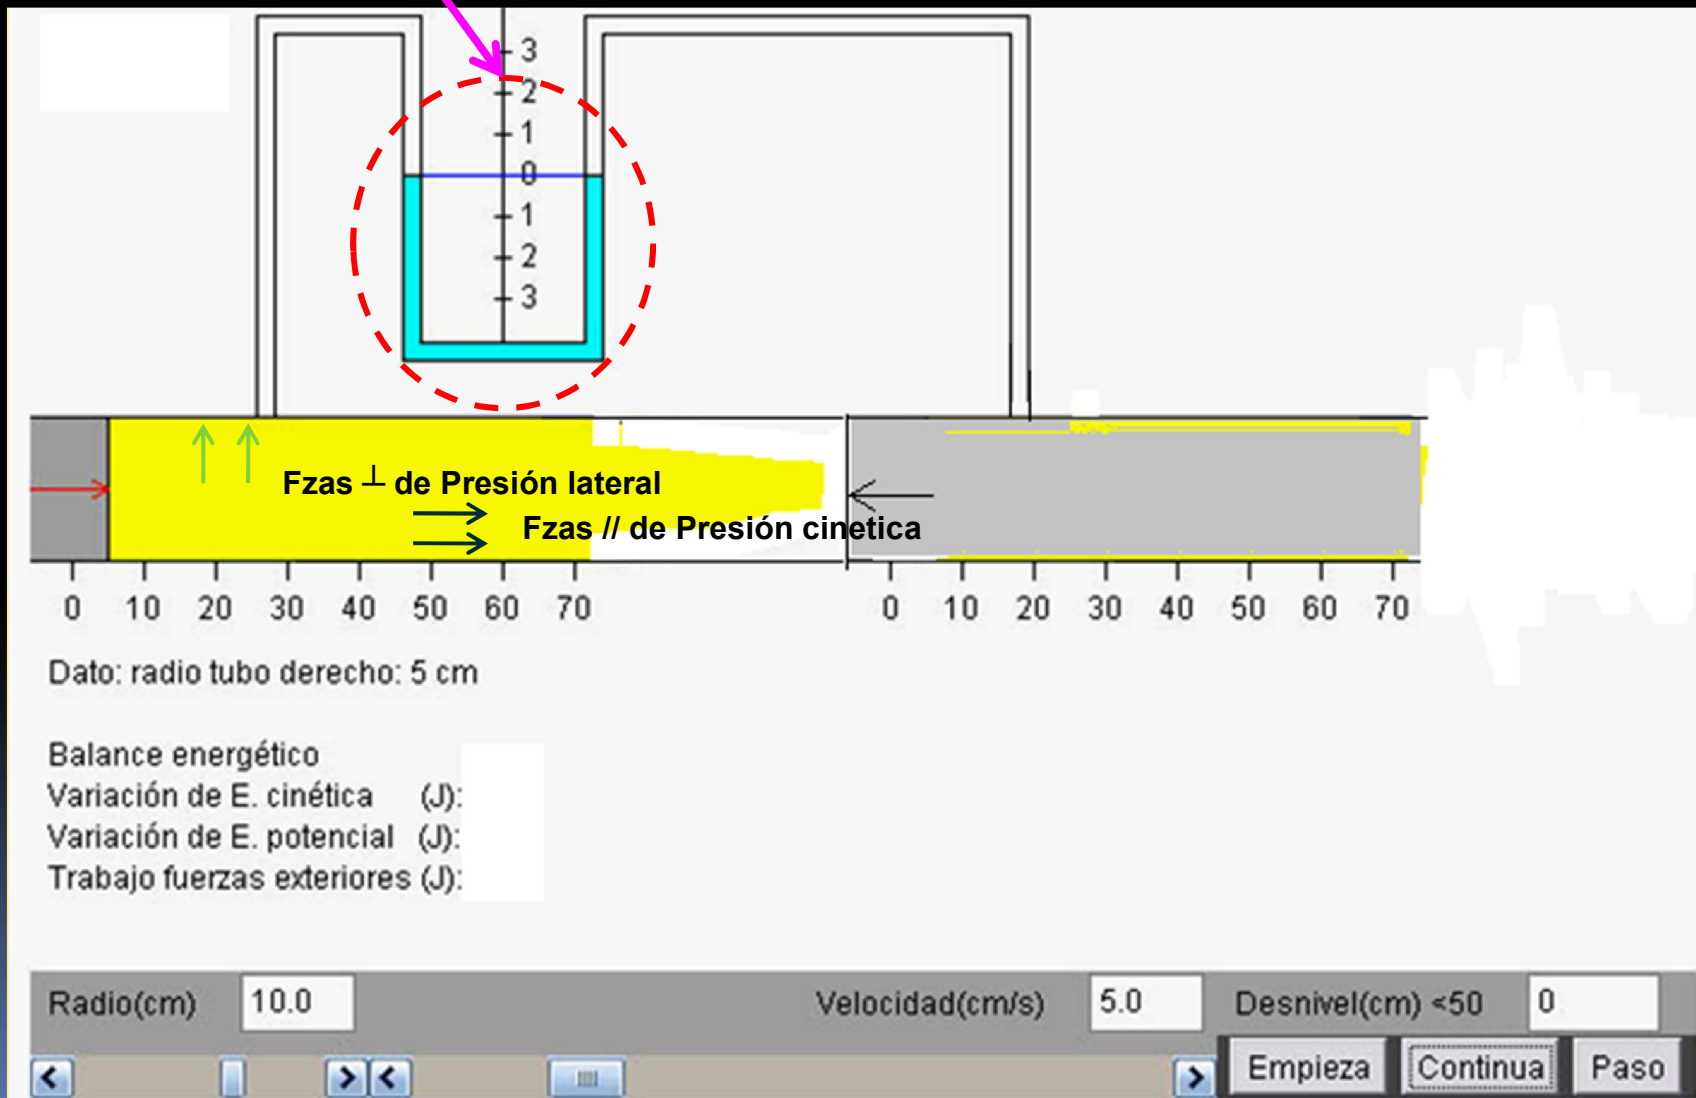 3
2
1
0
1
2
3
Fzas ⊥ de Presión lateral
Fzas // de Presión cinetica
0 10 20 30 40 50 60 70 0 10 20 30 40 50 60 70
Dato: radio tubo derecho: 5 cm
Balance energético
Variación de E. cinética (J):
Variación de E. potencial (J):
Trabajo fuerzas exteriores (J):
Radio(cm) 10.0 Velocidad(cm/s) 5.0 Desnivel(cm) <50 0
Empieza Continua Paso